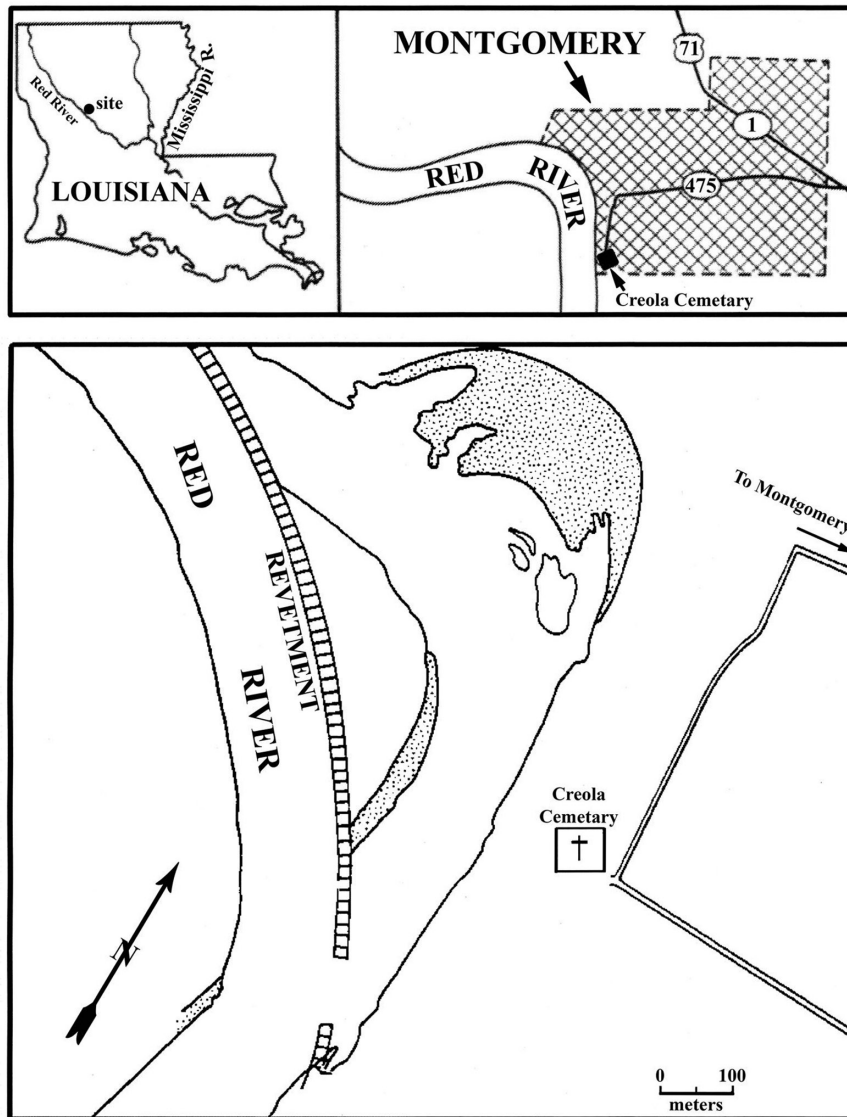 Red River
site
Mississippi R.
LOUISIANA
MONTGOMERY
71
1
475
RED
RIVER
Creola Cemetary
RED
RIVER
REVETMENT
To Montgomery
Creola
Cemetary
N
0 100
meters